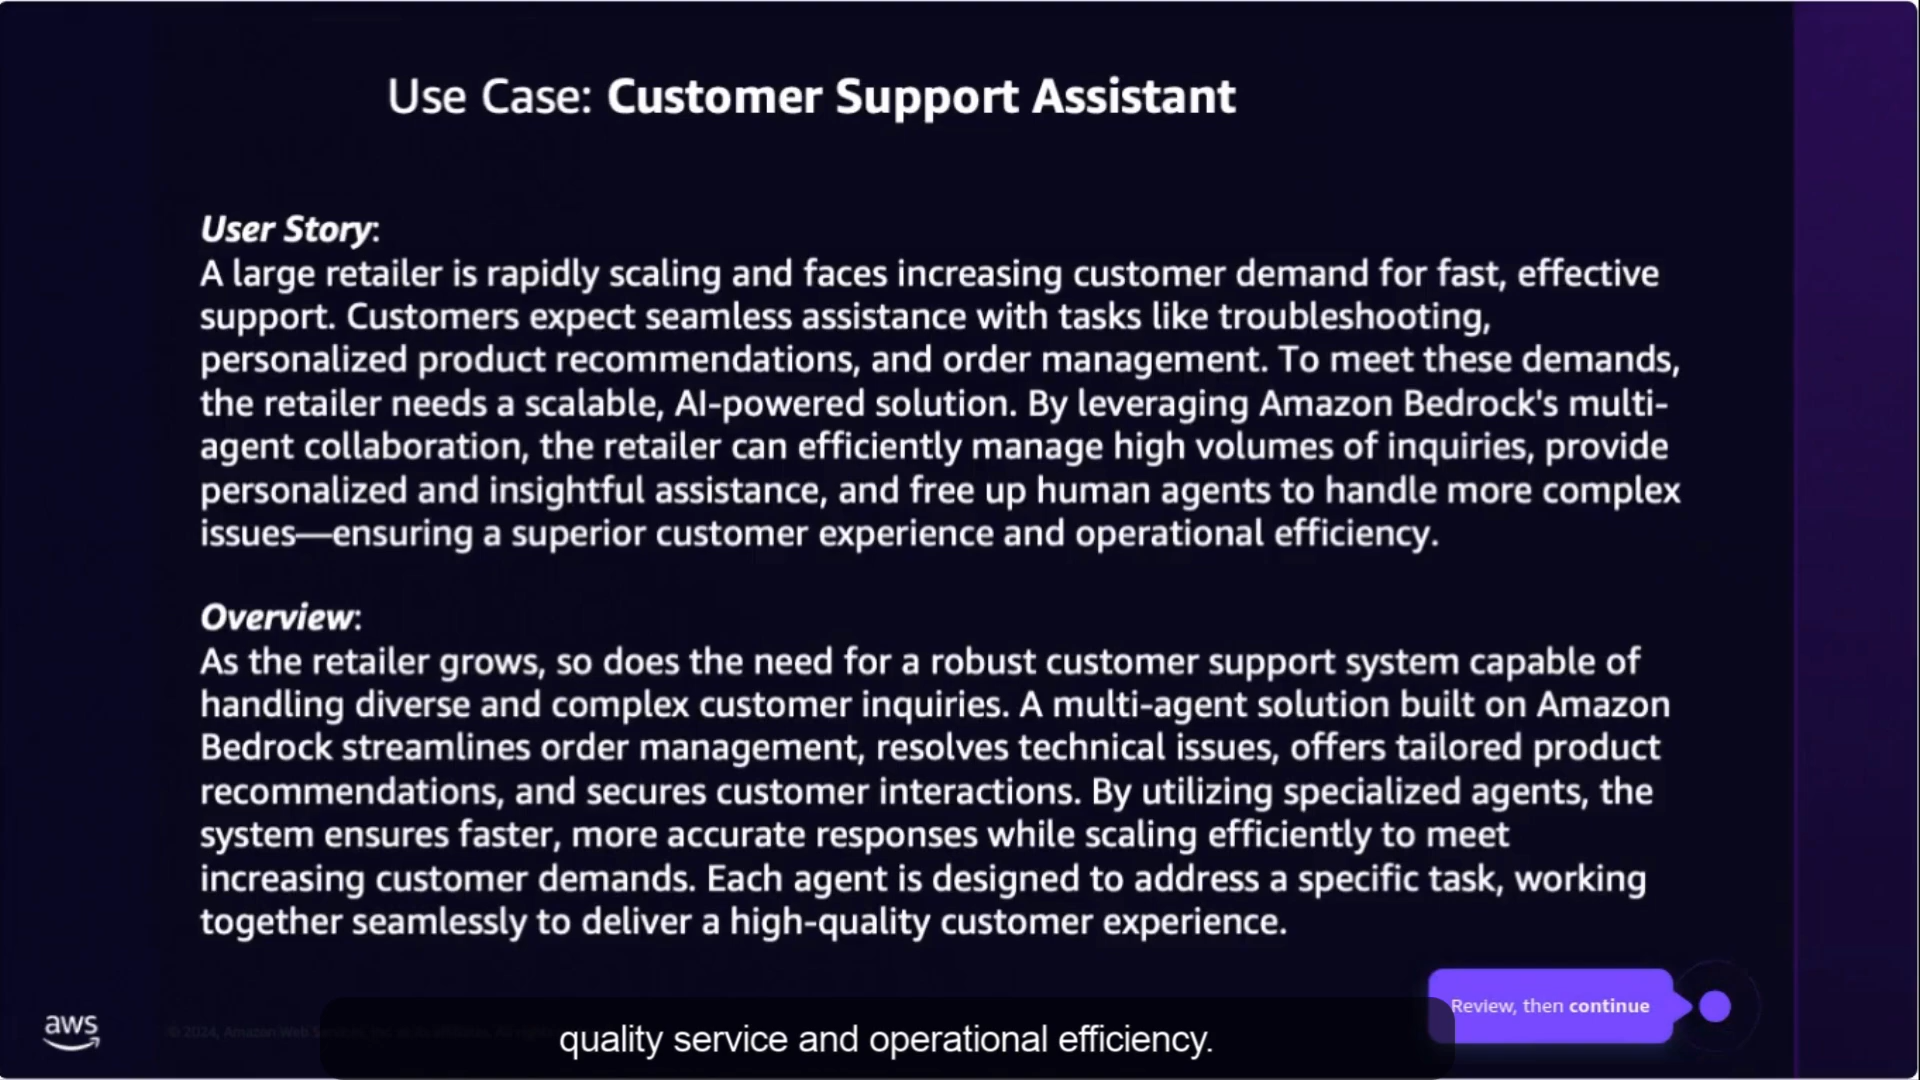 Use Case: Customer Support Assistant
User Story:
A large retailer is rapidly scaling and faces increasing customer demand for fast, effective
support. Customers expect seamless assistance with tasks like troubleshooting,
personalized product recommendations, and order management. To meet these demands,
the retailer needs a scalable, AI-powered solution. By leveraging Amazon Bedrock's multi-
agent collaboration, the retailer can efficiently manage high volumes of inquiries, provide
personalized and insightful assistance, and free up human agents to handle more complex
issues—ensuring a superior customer experience and operational efficiency.
Overview:
As the retailer grows, so does the need for a robust customer support system capable of
handling diverse and complex customer inquiries. A multi-agent solution built on Amazon
Bedrock streamlines order management, resolves technical issues, offers tailored product
recommendations, and secures customer interactions. By utilizing specialized agents, the
system ensures faster, more accurate responses while scaling efficiently to meet
increasing customer demands. Each agent is designed to address a specific task, working
together seamlessly to deliver a high-quality customer experience.
Review, then continue
aws
© 2024, Amazon Web
quality service and operational efficiency.